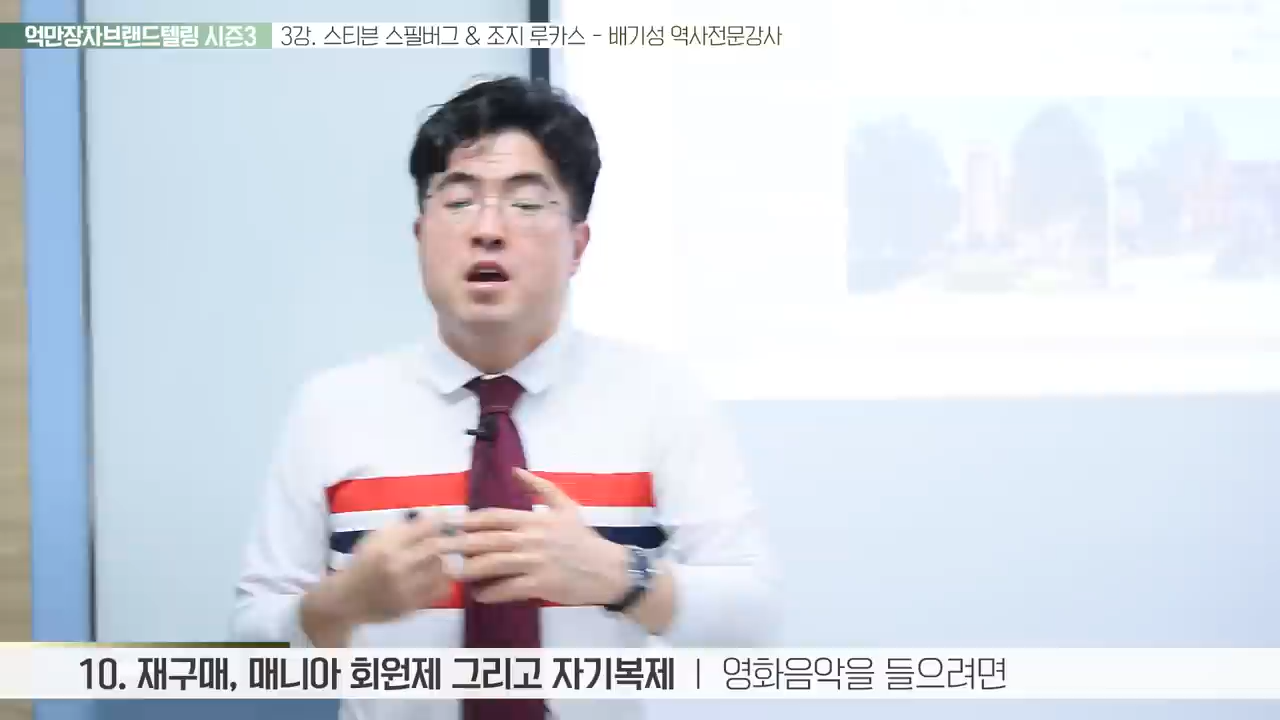 억만장자브랜드텔링 시즌3 3강. 스티븐 스필버그 & 조지 루카스 - 배기성 역사전문강사
10. 재구매, 매니아 회원제 그리고 자기복제 | 영화음악을 들으려면